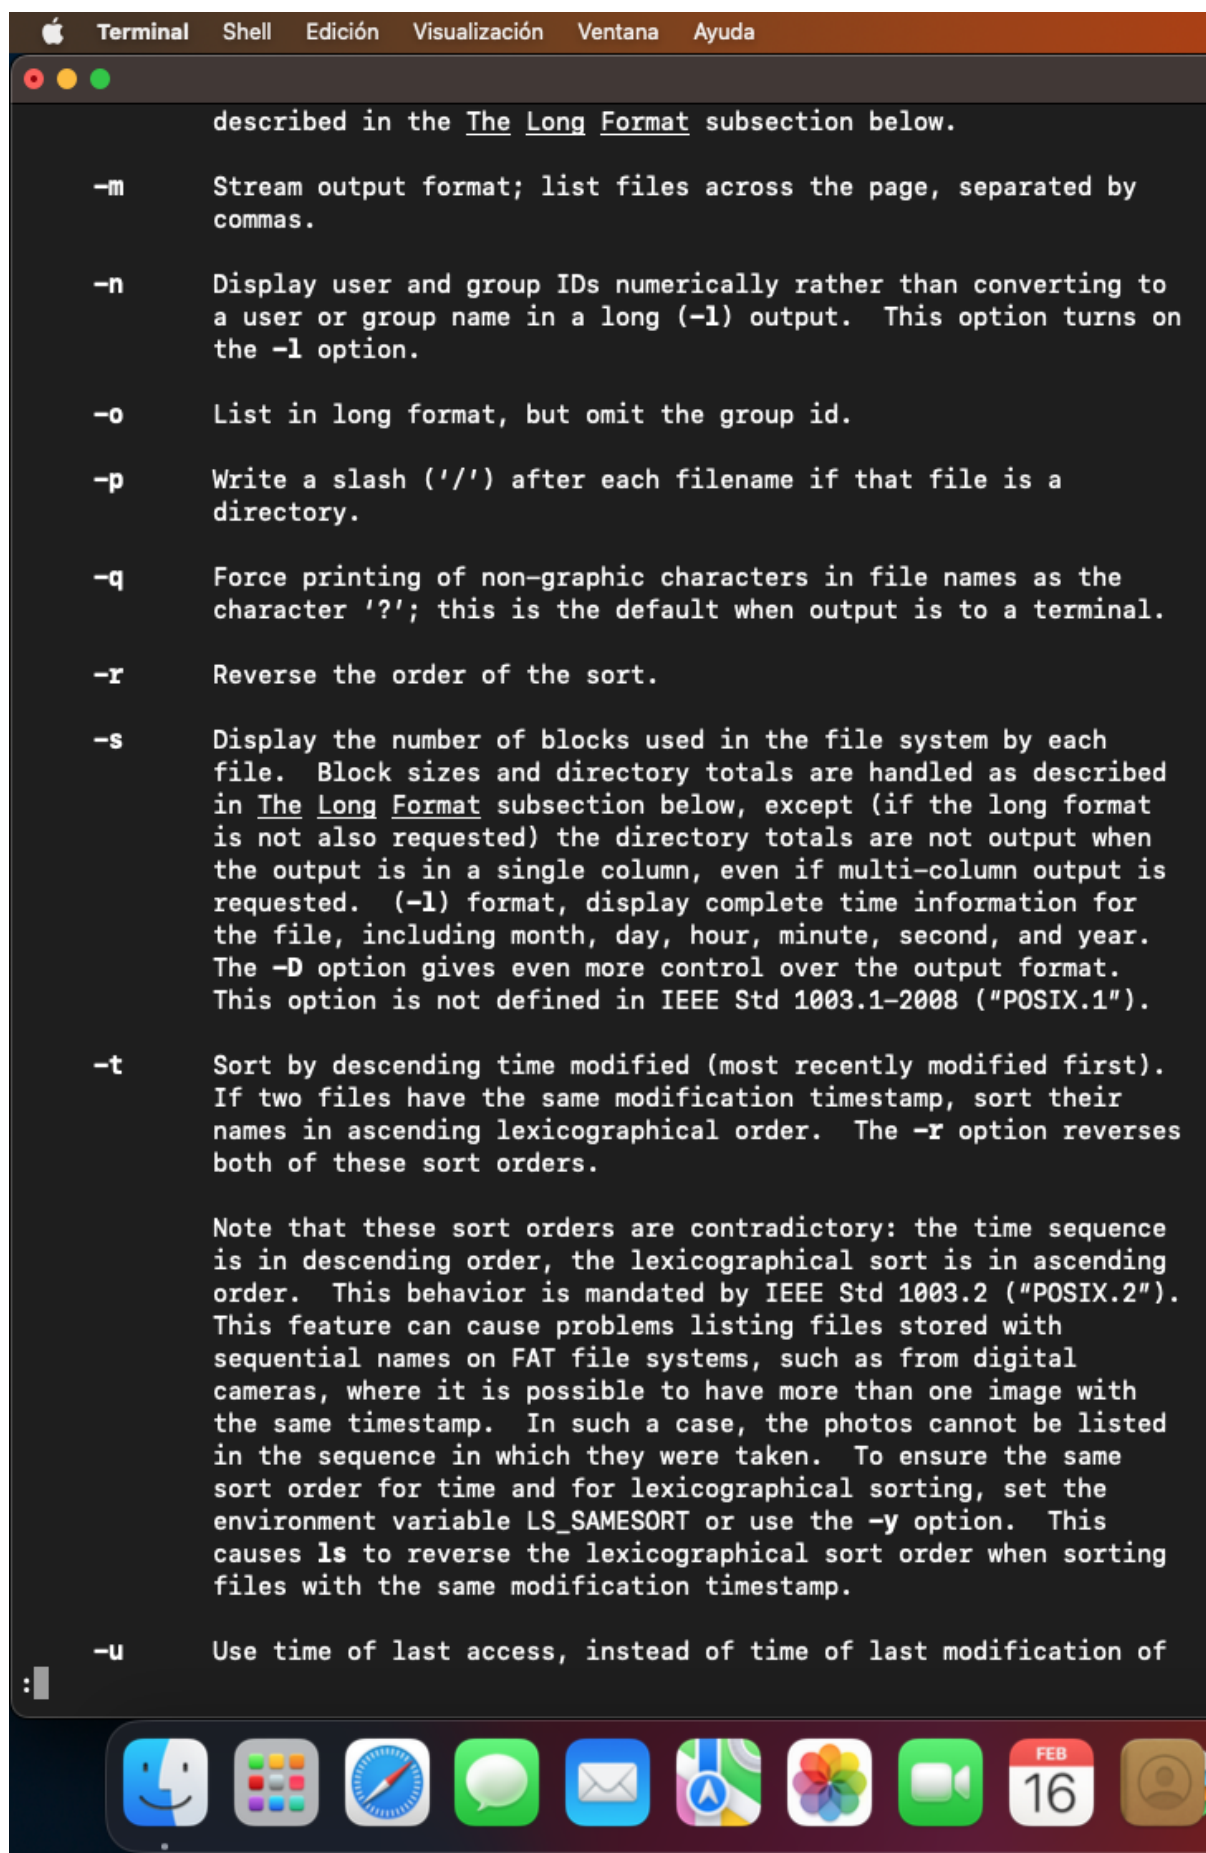 Terminal Shell Edición Visualización Ventana Ayuda
described in the The Long Format subsection below.
-m Stream output format; list files across the page, separated by
commas.
-n Display user and group IDs numerically rather than converting to
a user or group name in a long (-l) output.  This option turns on
the -l option.
-o List in long format, but omit the group id.
-p Write a slash (‘/’) after each filename if that file is a
directory.
-q Force printing of non-graphic characters in file names as the
character ‘?’; this is the default when output is to a terminal.
-r Reverse the order of the sort.
-s Display the number of blocks used in the file system by each
file.  Block sizes and directory totals are handled as described
in The Long Format subsection below, except (if the long format
is not also requested) the directory totals are not output when
the output is in a single column, even if multi-column output is
requested.  (-l) format, display complete time information for
the file, including month, day, hour, minute, second, and year.
The -D option gives even more control over the output format.
This option is not defined in IEEE Std 1003.1-2008 (“POSIX.1”).
-t Sort by descending time modified (most recently modified first).
If two files have the same modification timestamp, sort their
names in ascending lexicographical order.  The -r option reverses
both of these sort orders.
Note that these sort orders are contradictory: the time sequence
is in descending order, the lexicographical sort is in ascending
order.  This behavior is mandated by IEEE Std 1003.2 (“POSIX.2”).
This feature can cause problems listing files stored with
sequential names on FAT file systems, such as from digital
cameras, where it is possible to have more than one image with
the same timestamp.  In such a case, the photos cannot be listed
in the sequence in which they were taken.  To ensure the same
sort order for time and for lexicographical sorting, set the
environment variable LS_SAMESORT or use the -y option.  This
causes ls to reverse the lexicographical sort order when sorting
files with the same modification timestamp.
-u Use time of last access, instead of time of last modification of
:
FEB
16